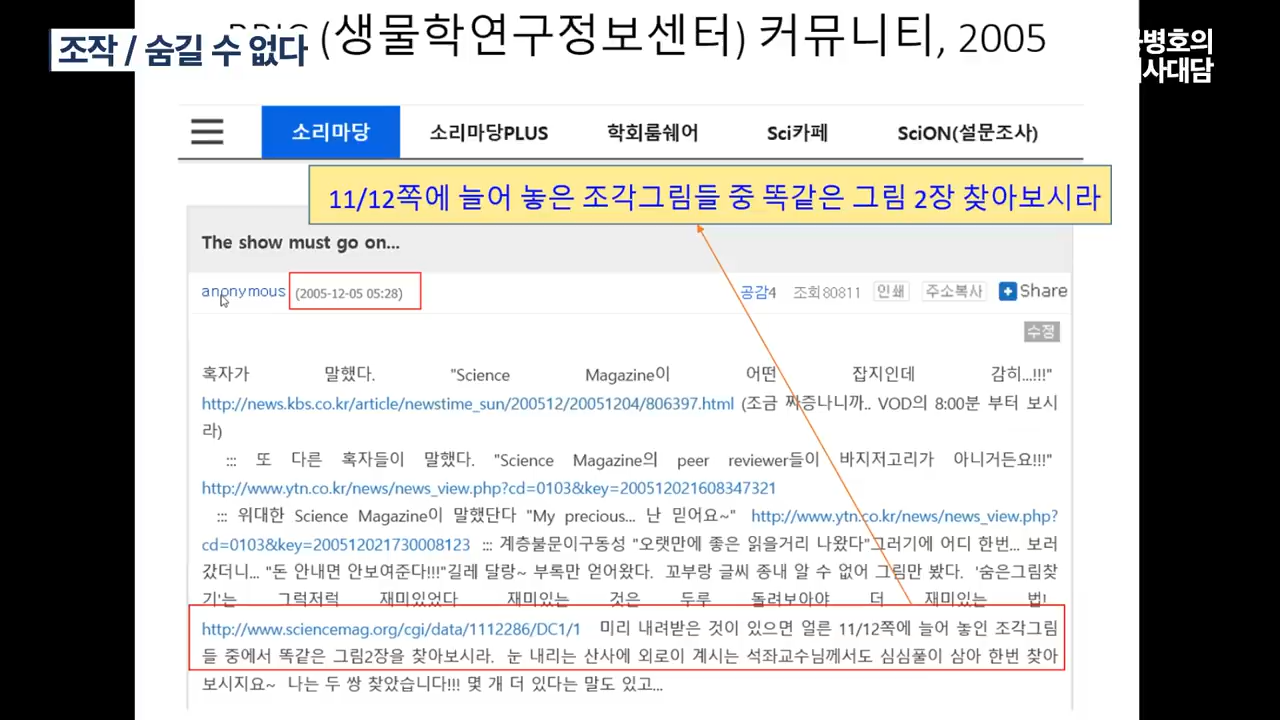 조작 / 숨길 수 없다
(생물학연구정보센터) 커뮤니티, 2005
병호의
사대담
소리마당
소리마당PLUS
학회룸쉐어
Sci카페
SciON(설문조사)
11/12쪽에 늘어 놓은 조각그림들 중 똑같은 그림 2장 찾아보시라
The show must go on...
anonymous (2005-12-05 05:28)
공감4 조회80811 인쇄 주소복사 Share
수정
혹자가 말했다. "Science Magazine이 어떤 잡지인데 감히...!!!"
http://news.kbs.co.kr/article/newstime_sun/200512/20051204/806397.html (조금 짜증나니까.. VOD의 8:00분 부터 보시
라)
::: 또 다른 혹자들이 말했다. "Science Magazine의 peer reviewer들이 바지저고리가 아니거든요!!!"
http://www.ytn.co.kr/news/news_view.php?cd=0103&key=200512021608347321
::: 위대한 Science Magazine이 말했단다 "My precious... 난 믿어요~" http://www.ytn.co.kr/news/news_view.php?
cd=0103&key=200512021730008123 ::: 계층불문이구동성 "오랫만에 좋은 읽을거리 나왔다"그러기에 어디 한번... 보러
갔더니... "돈 안내면 안보여준다!!!"길레 달랑~ 부록만 얻어왔다. 꼬부랑 글씨 종내 알 수 없어 그림만 봤다. '숨은그림찾
기'는 그럭저럭 재미있었다 재미있는 것은 두루 돌려보아야 더 재미있는 법!
http://www.sciencemag.org/cgi/data/1112286/DC1/1 미리 내려받은 것이 있으면 얼른 11/12쪽에 늘어 놓인 조각그림
들 중에서 똑같은 그림2장을 찾아보시라. 눈 내리는 산사에 외로이 계시는 석좌교수님께서도 심심풀이 삼아 한번 찾아
보시지요~ 나는 두 쌍 찾았습니다!!! 몇 개 더 있다는 말도 있고...